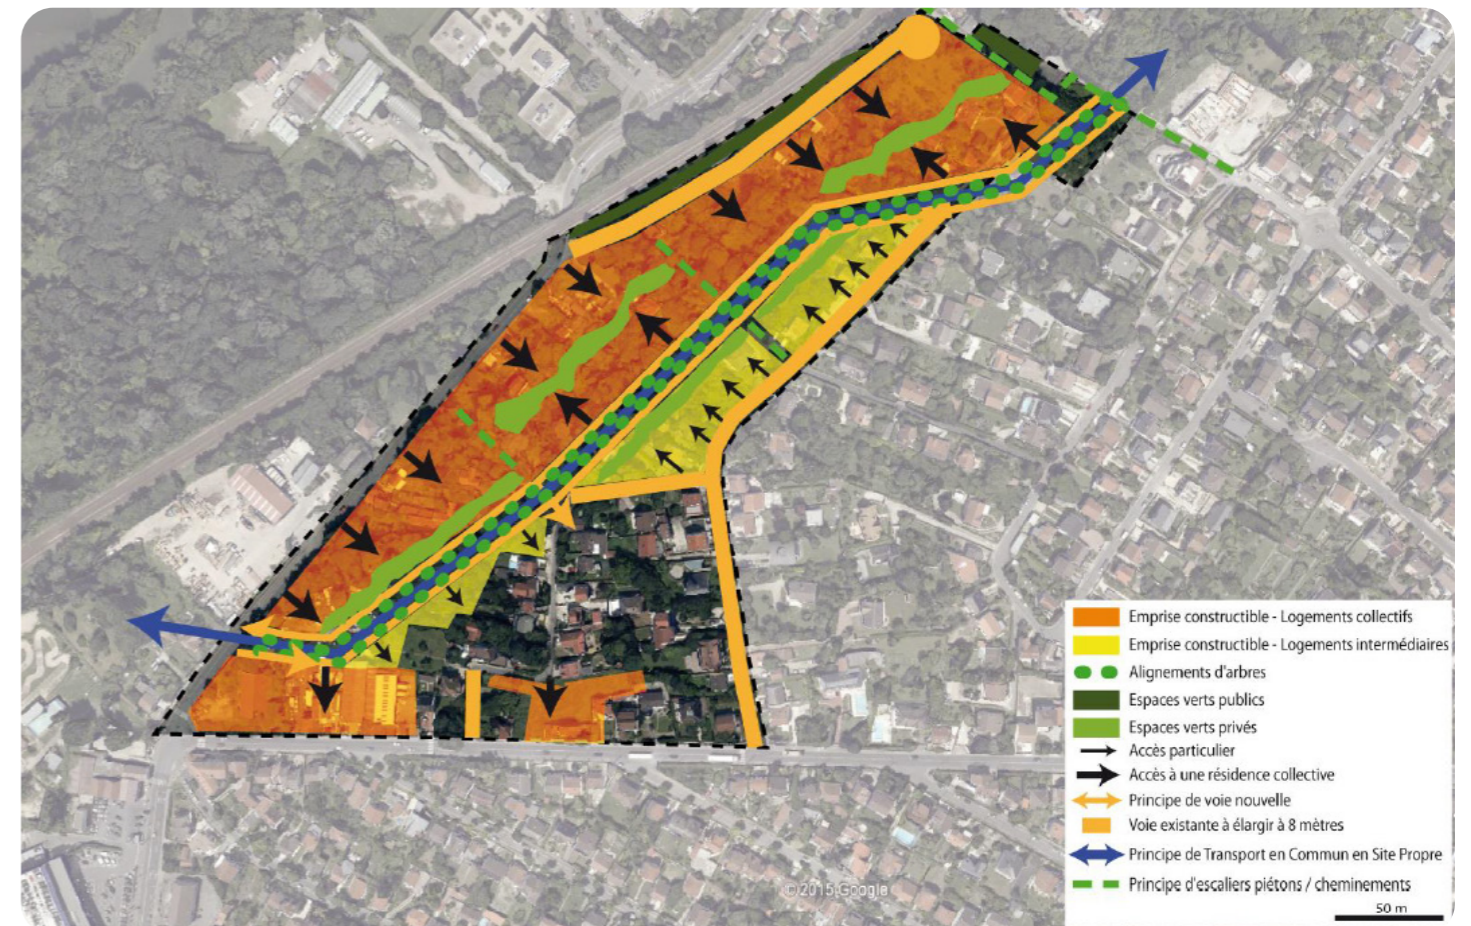 Emprise constructible - Logements collectifs
Emprise constructible - Logements intermédiaires
Alignements d'arbres
Espaces verts publics
Espaces verts privés
Accès particulier
Accès à une résidence collective
Principe de voie nouvelle
Voie existante à élargir à 8 mètres
Principe de Transport en Commun en Site Propre
Principe d'escaliers piétons / cheminements
© 2015 Google
50 m